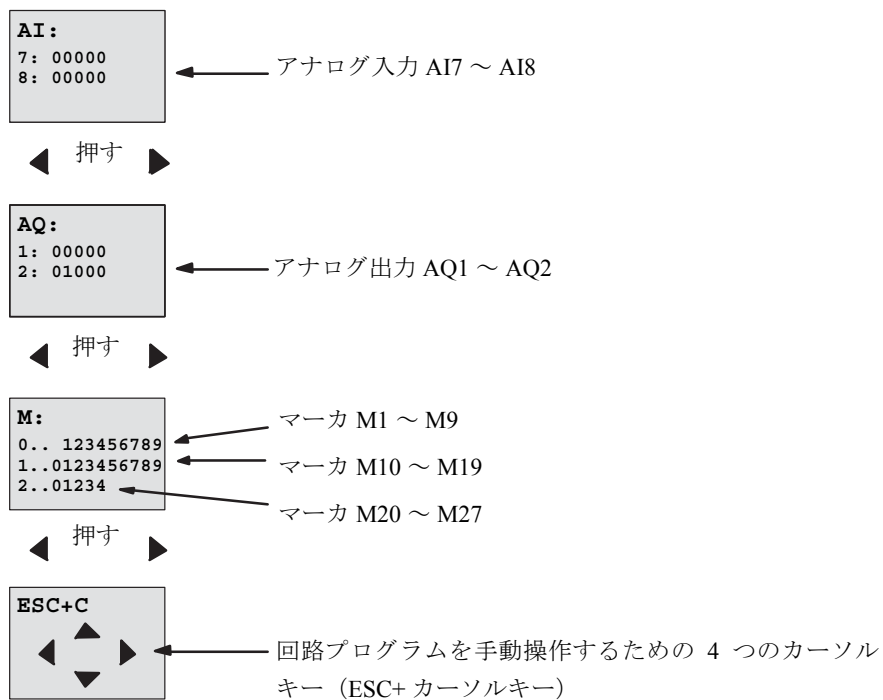 AI:
7: 00000
8: 00000
アナログ入力 AI7 ～ AI8
押す
AQ:
1: 00000
2: 01000
アナログ出力 AQ1 ～ AQ2
押す
M:
0.. 123456789
1..0123456789
2..01234
マーカ M1 ～ M9
マーカ M10 ～ M19
マーカ M20 ～ M27
押す
ESC+C
回路プログラムを手動操作するための 4 つのカーソル
キー（ESC+ カーソルキー）